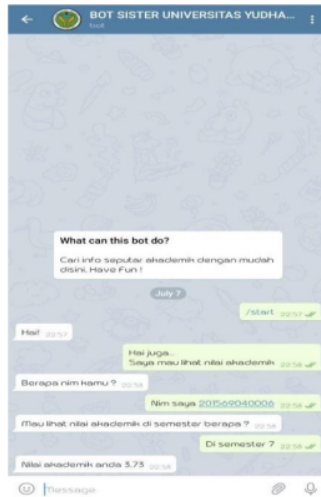 BOT SISTER UNIVERSITAS YUDHA...
bot
What can this bot do?
Cari info seputar akademik dengan mudah
disini. Have Fun !
July 7
/start 22:57
Hai! 22:57
Hai juga..
Saya mau lihat nilai akademik 22:58
Berapa nim kamu ? 22:58
Nim saya 201569040006 22:58
Mau lihat nilai akademik di semester berapa ? 22:58
Di semester 7 22:58
Nilai akademik anda 3,73 22:58
Message